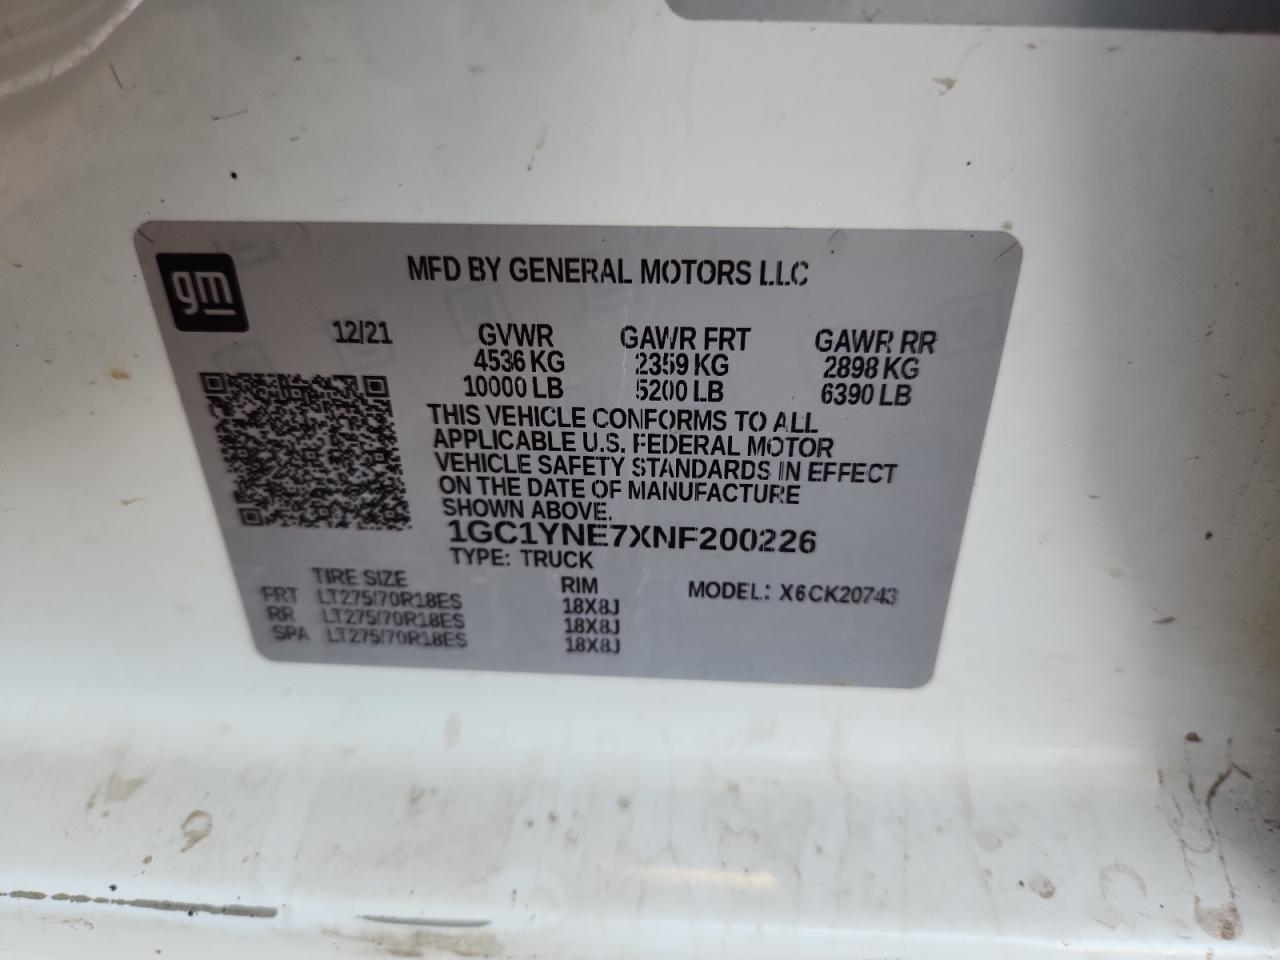 gm
MFD BY GENERAL MOTORS LLC
12/21
GVWR GAWR FRT GAWR RR
4536 KG 2359 KG 2898 KG
10000 LB 5200 LB 6390 LB
THIS VEHICLE CONFORMS TO ALL
APPLICABLE U.S. FEDERAL MOTOR
VEHICLE SAFETY STANDARDS IN EFFECT
ON THE DATE OF MANUFACTURE
SHOWN ABOVE.
1GC1YNE7XNF200226
TYPE: TRUCK
TIRE SIZE RIM MODEL: X6CK20743
FRT LT275/70R18ES 18X8J
RR LT275/70R18ES 18X8J
SPA LT275/70R18ES 18X8J